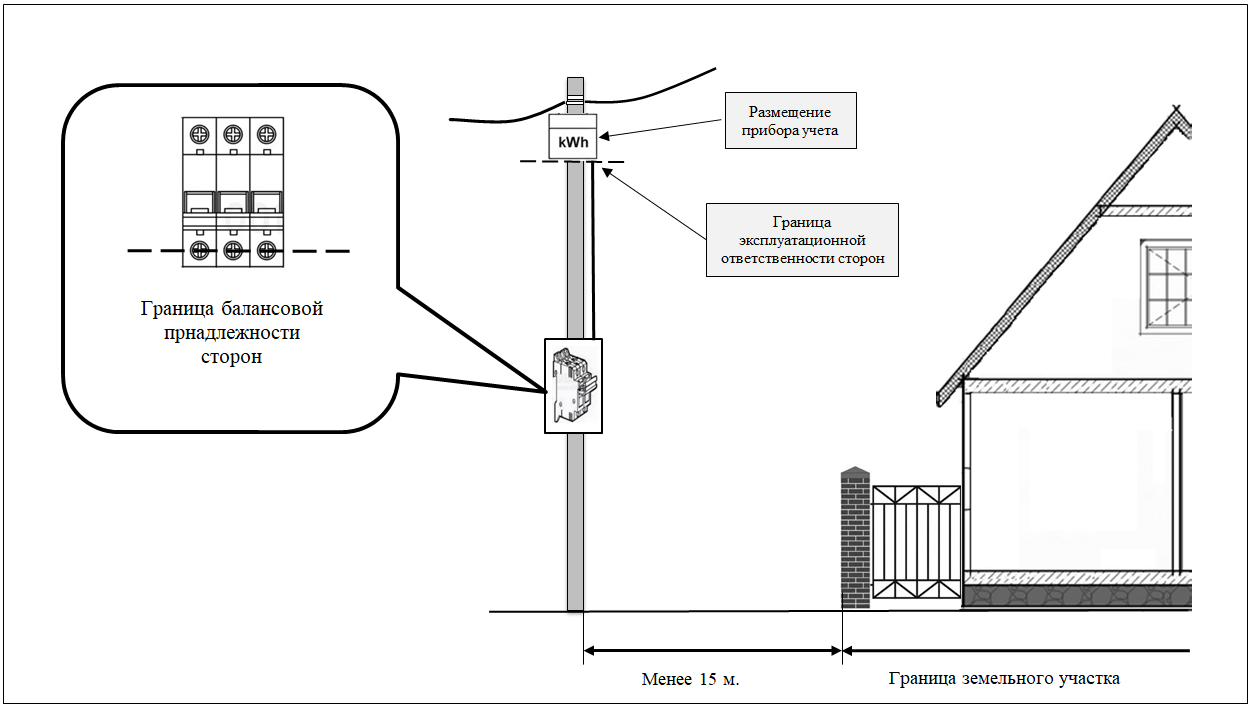 Размещение
прибора учета
kWh
Граница
эксплуатационной
ответственности сторон
Граница балансовой
прнадлежности
сторон
Менее 15 м.
Граница земельного участка